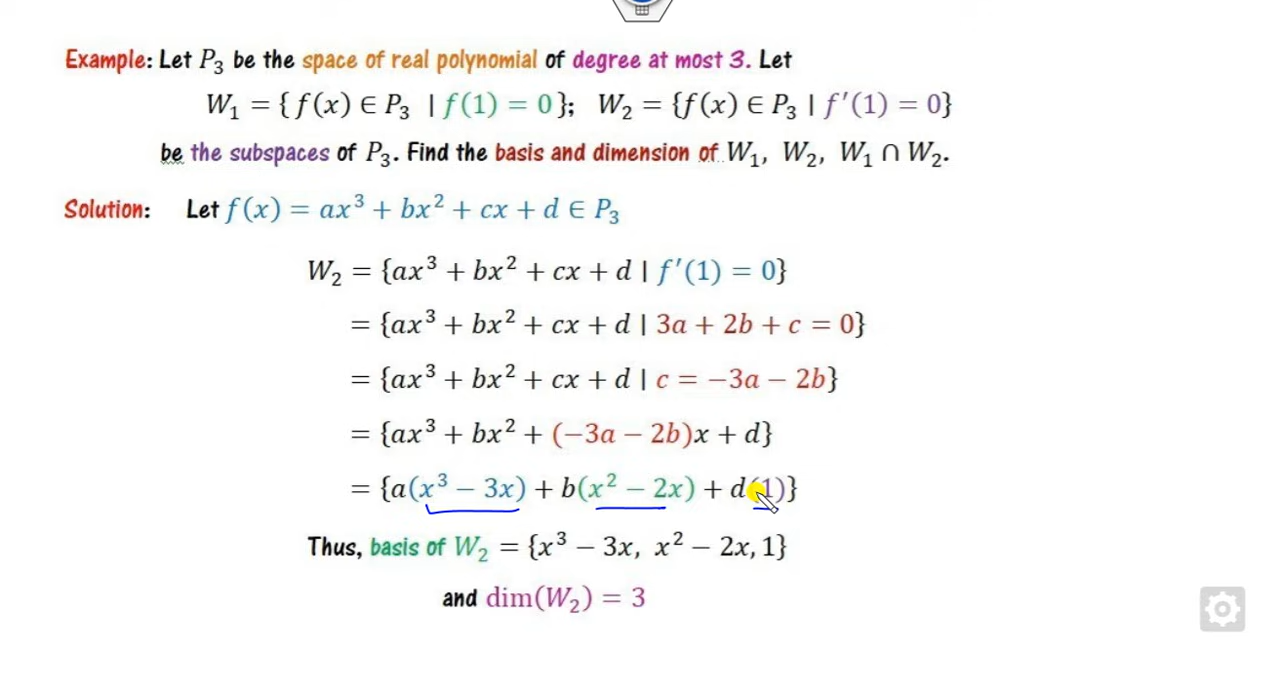 Example: Let P₃ be the space of real polynomial of degree at most 3. Let
W₁ = { f(x) ∈ P₃ | f(1) = 0 }; W₂ = {f(x) ∈ P₃ | f′(1) = 0}
be the subspaces of P₃. Find the basis and dimension of W₁, W₂, W₁ ∩ W₂.
Solution: Let f(x) = ax³ + bx² + cx + d ∈ P₃
W₂ = {ax³ + bx² + cx + d | f′(1) = 0}
= {ax³ + bx² + cx + d | 3a + 2b + c = 0}
= {ax³ + bx² + cx + d | c = −3a − 2b}
= {ax³ + bx² + (−3a − 2b)x + d}
= {a(x³ − 3x) + b(x² − 2x) + d(1)}
Thus, basis of W₂ = {x³ − 3x, x² − 2x, 1}
and dim(W₂) = 3